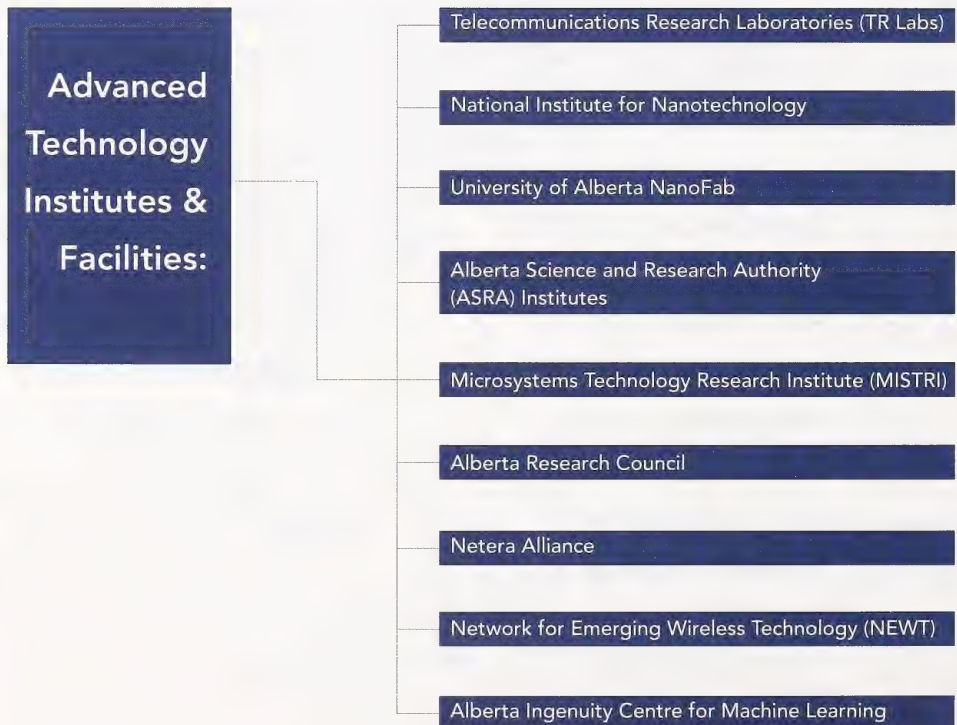 Advanced
Technology
Institutes &
Facilities:
Telecommunications Research Laboratories (TR Labs)
National Institute for Nanotechnology
University of Alberta NanoFab
Alberta Science and Research Authority
(ASRA) Institutes
Microsystems Technology Research Institute (MISTRI)
Alberta Research Council
Netera Alliance
Network for Emerging Wireless Technology (NEWT)
Alberta Ingenuity Centre for Machine Learning